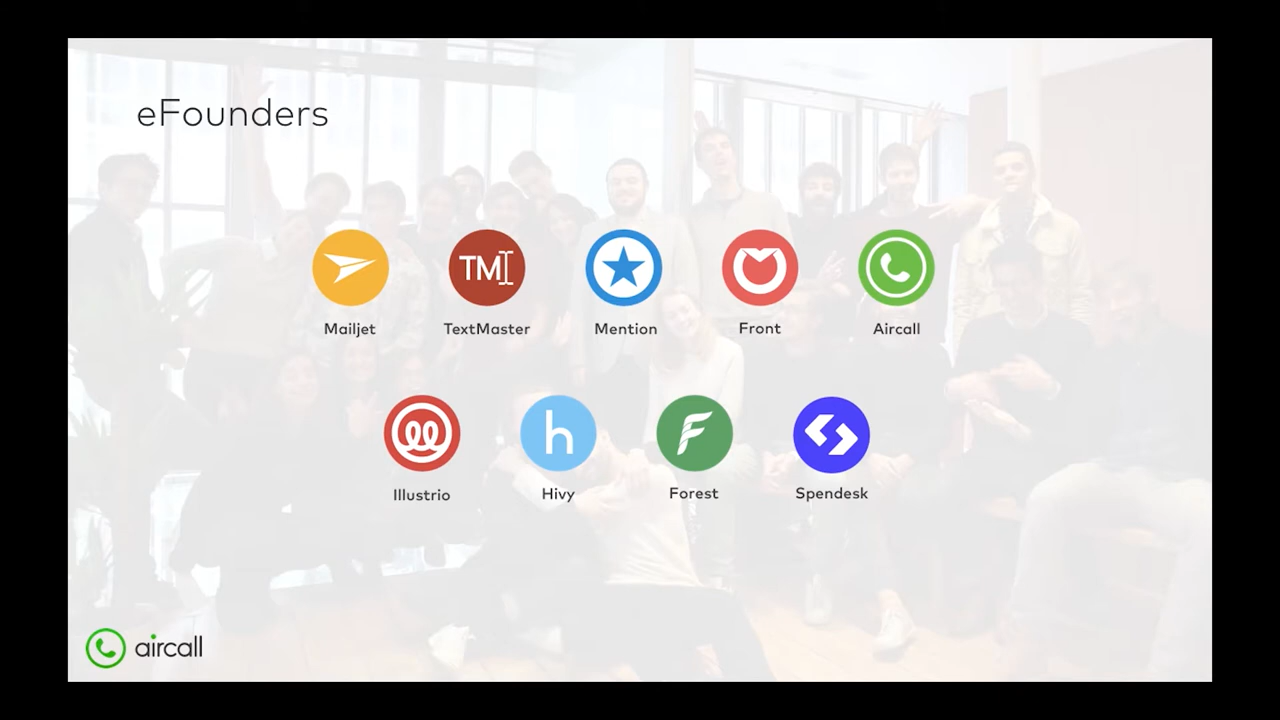 eFounders
TM
Mailjet
TextMaster
Mention
Front
Aircall
h
F
Illustrio
Hivy
Forest
Spendesk
aircall